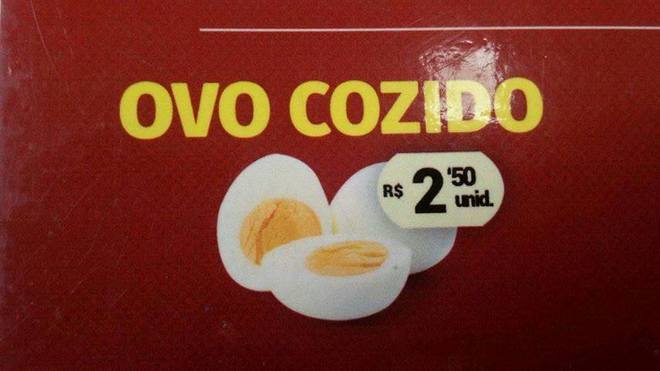 OVO COZIDO
R$ 2'50
unid.